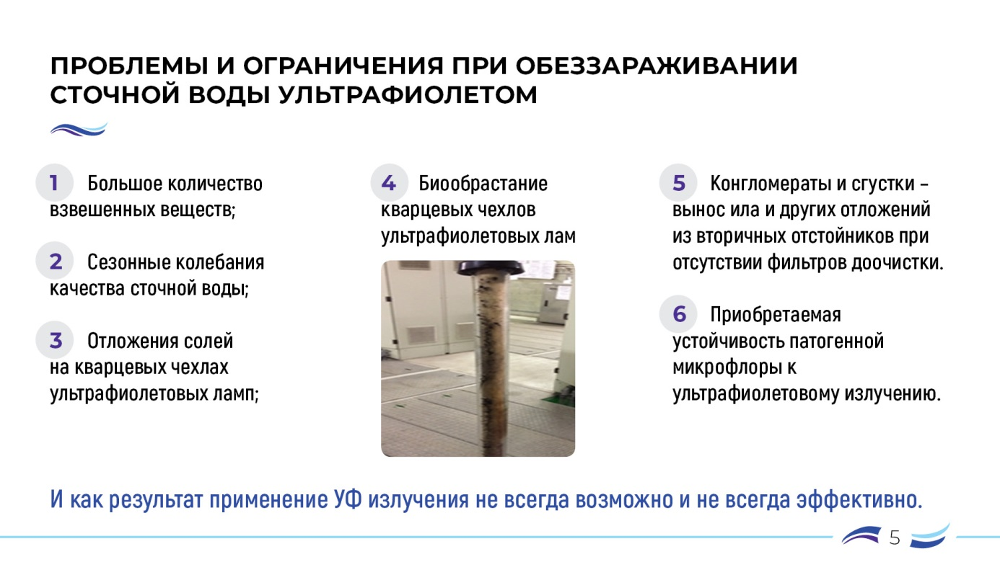 ПРОБЛЕМЫ И ОГРАНИЧЕНИЯ ПРИ ОБЕЗЗАРАЖИВАНИИ
СТОЧНОЙ ВОДЫ УЛЬТРАФИОЛЕТОМ
1 Большое количество
взвешенных веществ;
2 Сезонные колебания
качества сточной воды;
3 Отложения солей
на кварцевых чехлах
ультрафиолетовых ламп;
4 Биообрастание
кварцевых чехлов
ультрафиолетовых лам
5 Конгломераты и сгустки –
вынос ила и других отложений
из вторичных отстойников при
отсутствии фильтров доочистки.
6 Приобретаемая
устойчивость патогенной
микрофлоры к
ультрафиолетовому излучению.
И как результат применение УФ излучения не всегда возможно и не всегда эффективно.
5